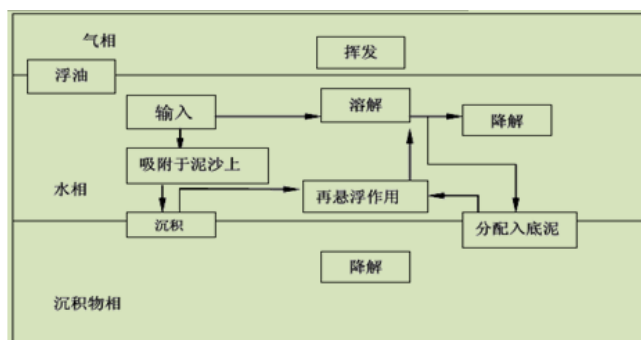 气相
挥发
浮油
输入
溶解
降解
吸附于泥沙上
水相
再悬浮作用
沉积
分配入底泥
降解
沉积物相